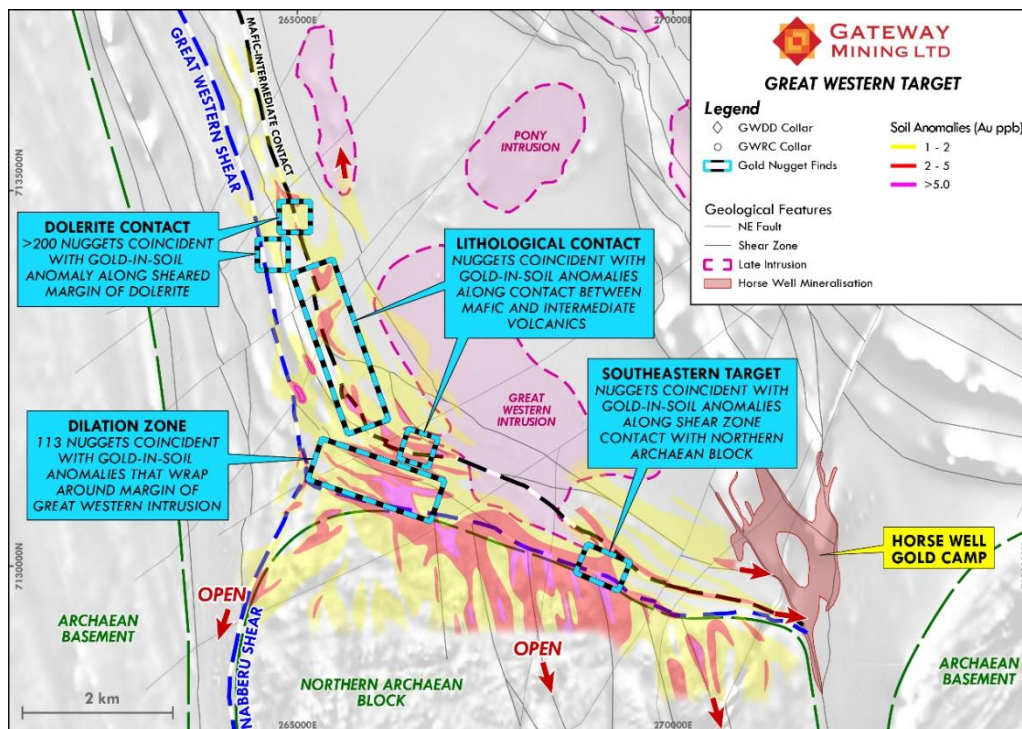 265000E
270000E
GATEWAY
MINING LTD
GREAT WESTERN TARGET
Legend
GWDD Collar
GWRC Collar
Gold Nugget Finds
Soil Anomalies (Au ppb)
1 - 2
2 - 5
>5.0
Geological Features
NE Fault
Shear Zone
Late Intrusion
Horse Well Mineralisation
GREAT WESTERN SHEAR
MAFIC-INTERMEDIATE CONTACT
PONY
INTRUSION
7135000N
DOLERITE CONTACT
>200 NUGGETS COINCIDENT
WITH GOLD-IN-SOIL
ANOMALY ALONG SHEARED
MARGIN OF DOLERITE
LITHOLOGICAL CONTACT
NUGGETS COINCIDENT WITH
GOLD-IN-SOIL ANOMALIES
ALONG CONTACT BETWEEN
MAFIC AND INTERMEDIATE
VOLCANICS
SOUTHEASTERN TARGET
NUGGETS COINCIDENT WITH
GOLD-IN-SOIL ANOMALIES
ALONG SHEAR ZONE
CONTACT WITH NORTHERN
ARCHAEAN BLOCK
GREAT
WESTERN
INTRUSION
DILATION ZONE
113 NUGGETS COINCIDENT
WITH GOLD-IN-SOIL
ANOMALIES THAT WRAP
AROUND MARGIN OF
GREAT WESTERN INTRUSION
HORSE WELL
GOLD CAMP
7130000N
OPEN
ARCHAEAN
BASEMENT
NABBERU SHEAR
OPEN
NORTHERN ARCHAEAN
BLOCK
ARCHAEAN
BASEMENT
2 km
265000E
270000E